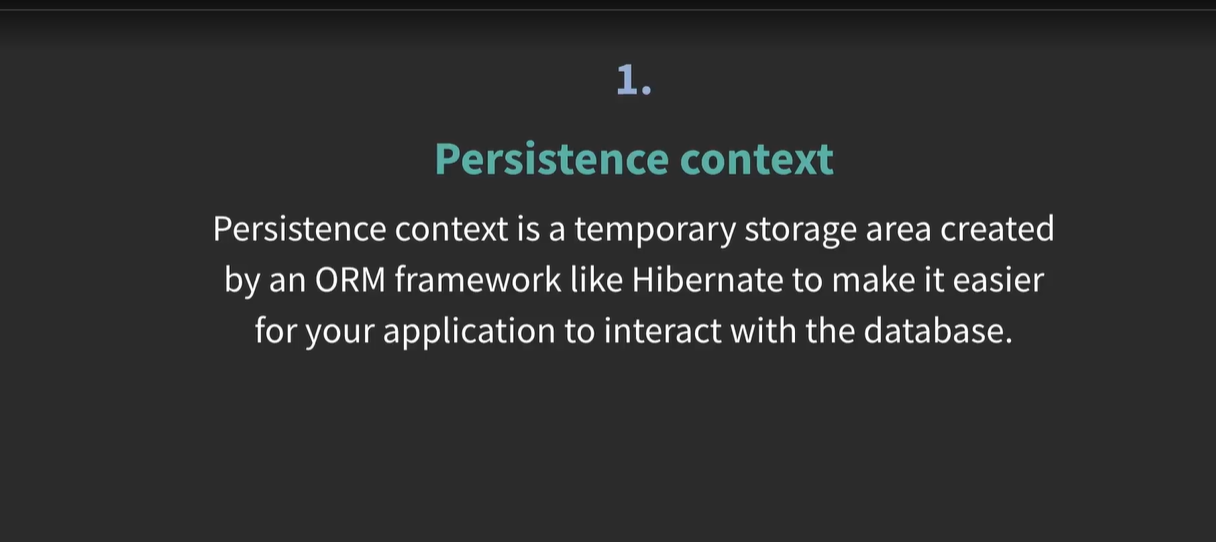 1.
Persistence context
Persistence context is a temporary storage area created
by an ORM framework like Hibernate to make it easier
for your application to interact with the database.